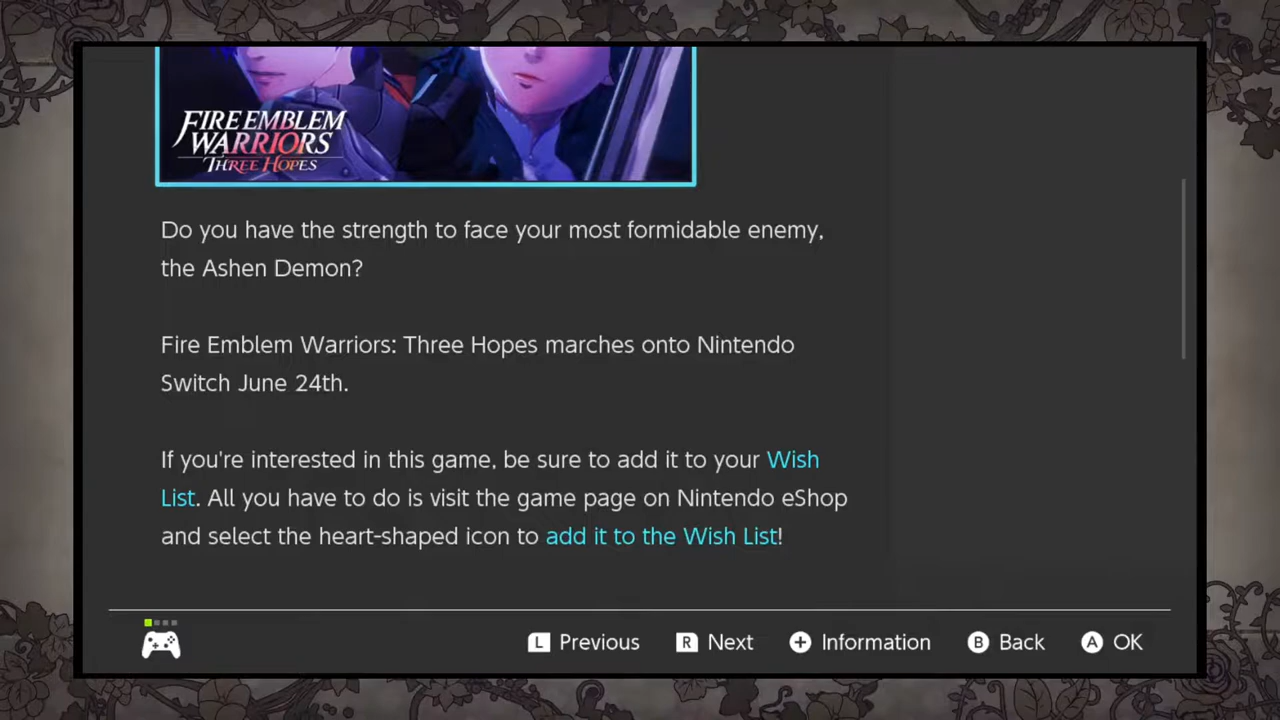 FIRE EMBLEM
WARRIORS
THREE HOPES
Do you have the strength to face your most formidable enemy,
the Ashen Demon?
Fire Emblem Warriors: Three Hopes marches onto Nintendo
Switch June 24th.
If you're interested in this game, be sure to add it to your Wish
List. All you have to do is visit the game page on Nintendo eShop
and select the heart-shaped icon to add it to the Wish List!
L Previous R Next + Information B Back A OK